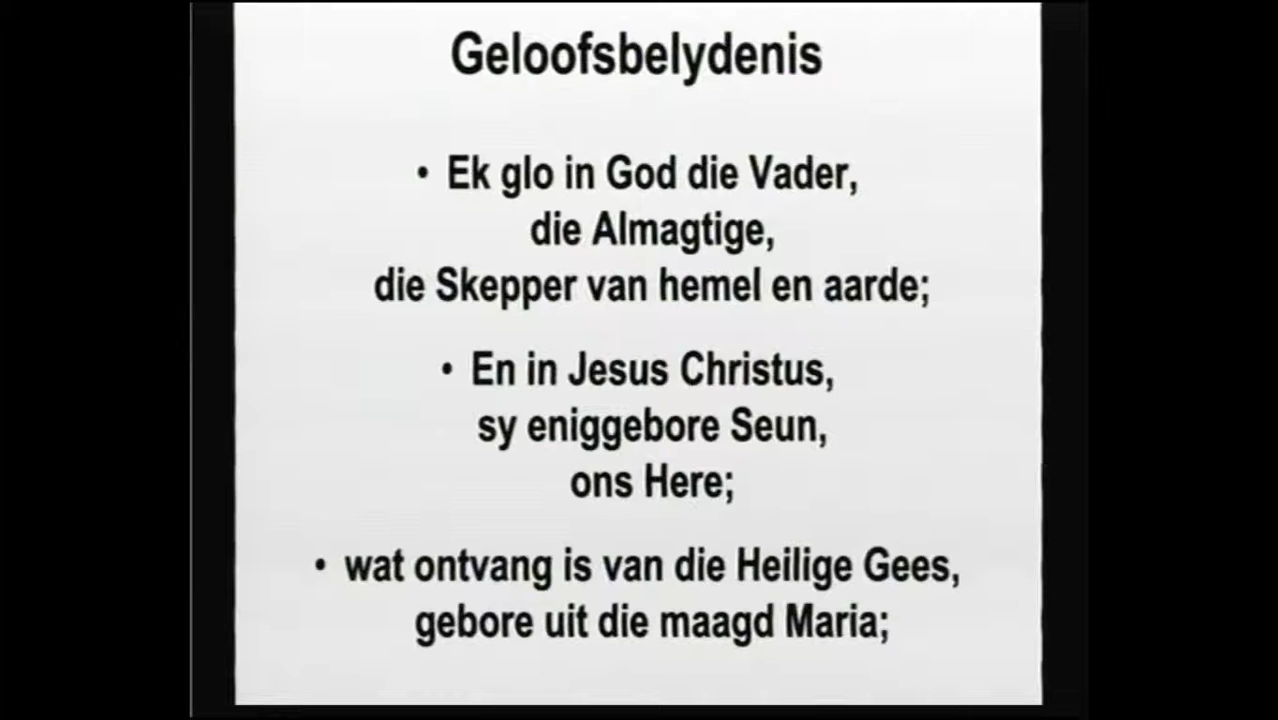 Geloofsbelydenis
• Ek glo in God die Vader,
die Almagtige,
die Skepper van hemel en aarde;
• En in Jesus Christus,
sy eniggebore Seun,
ons Here;
• wat ontvang is van die Heilige Gees,
gebore uit die maagd Maria;